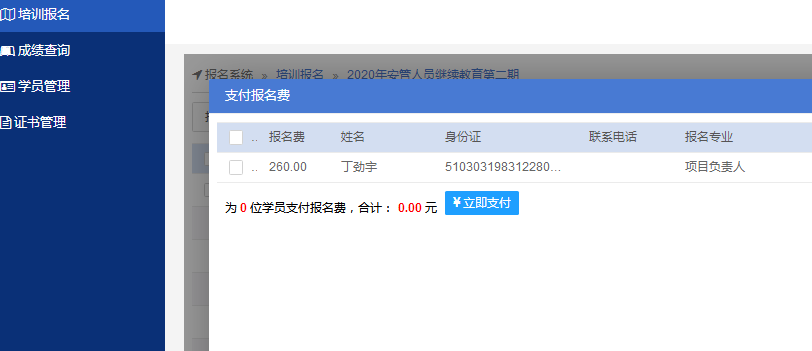 培训报名
成绩查询
学员管理
证书管理
报名系统 » 培训报名 » 2020年安管人员继续教育第二期
支付报名费
.. 报名费 姓名 身份证 联系电话 报名专业
.. 260.00 丁劲宇 510303198312280... 项目负责人
为 0 位学员支付报名费，合计： 0.00 元 ¥ 立即支付